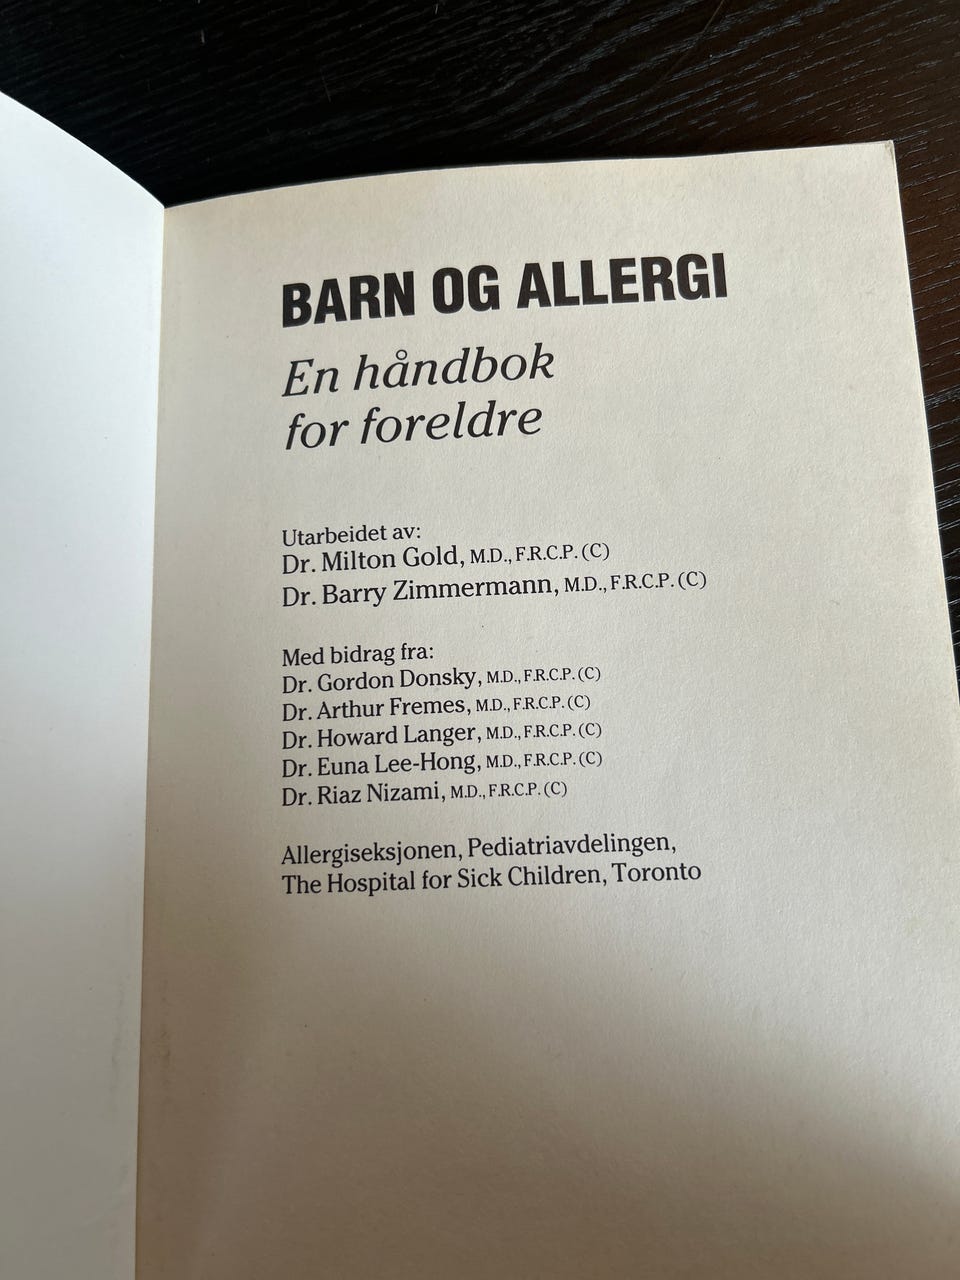 BARN OG ALLERGI
En håndbok
for foreldre
Utarbeidet av:
Dr. Milton Gold, M.D., F.R.C.P. (C)
Dr. Barry Zimmermann, M.D., F.R.C.P. (C)
Med bidrag fra:
Dr. Gordon Donsky, M.D., F.R.C.P. (C)
Dr. Arthur Fremes, M.D., F.R.C.P. (C)
Dr. Howard Langer, M.D., F.R.C.P. (C)
Dr. Euna Lee-Hong, M.D., F.R.C.P. (C)
Dr. Riaz Nizami, M.D., F.R.C.P. (C)
Allergiseksjonen, Pediatriavdelingen,
The Hospital for Sick Children, Toronto